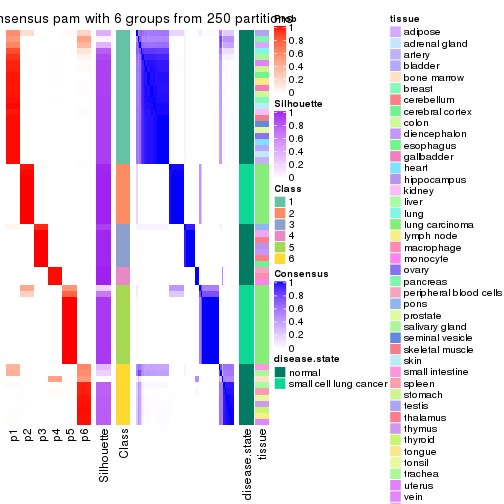 nsensus pam with 6 groups from 250 partitions
Prob
1
0.8
0.6
0.4
0.2
0
Silhouette
1
0.8
0.6
0.4
0.2
0
Class
1
2
3
4
5
6
Consensus
1
0.8
0.6
0.4
0.2
0
disease.state
normal
small cell lung cancer
tissue
adipose
adrenal gland
artery
bladder
bone marrow
breast
cerebellum
cerebral cortex
colon
diencephalon
esophagus
gallbadder
heart
hippocampus
kidney
liver
lung
lung carcinoma
lymph node
macrophage
monocyte
ovary
pancreas
peripheral blood cells
pons
prostate
salivary gland
seminal vesicle
skeletal muscle
skin
small intestine
spleen
stomach
testis
thalamus
thymus
thyroid
tongue
tonsil
trachea
uterus
vein
p1
p2
p3
p4
p5
p6
Silhouette
Class
disease.state
tissue